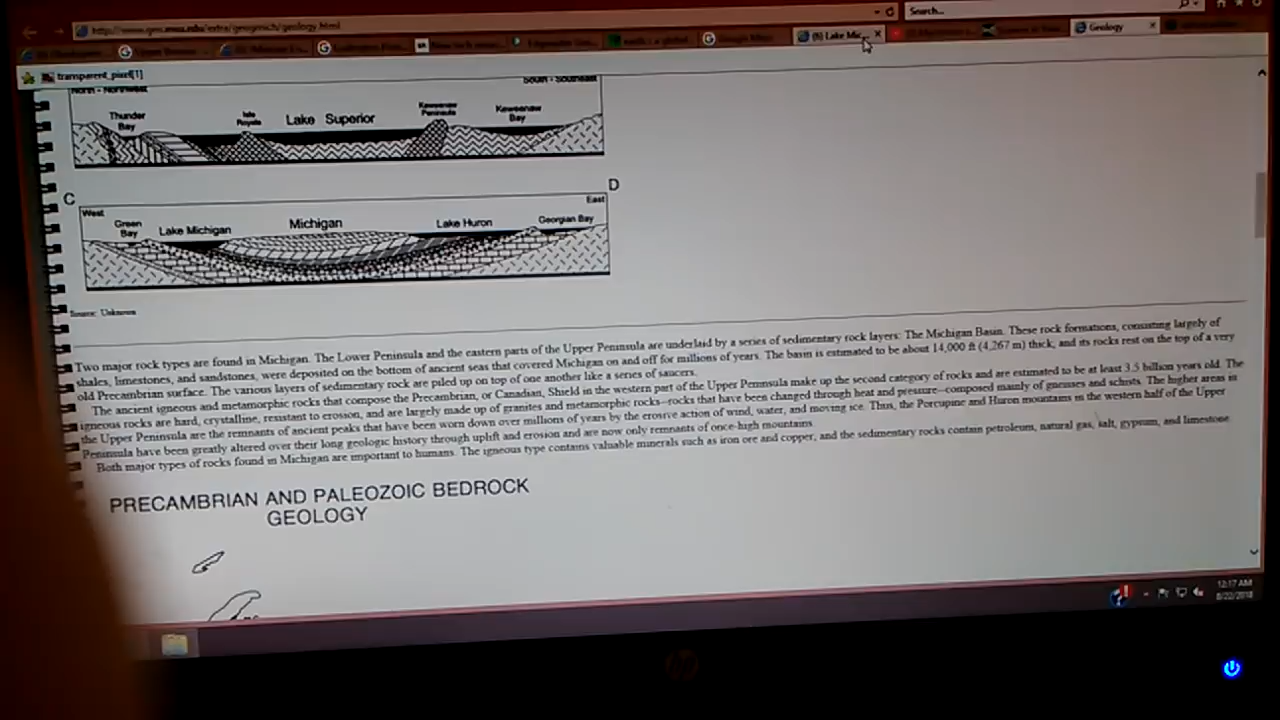 Search...
Geology
transparent_pixel[1]
North - Northwest
South - Southeast
Thunder
Bay
Isle
Royale
Lake Superior
Keweenaw
Peninsula
Keweenaw
Bay
C
D
West
East
Green
Bay
Lake Michigan
Michigan
Lake Huron
Georgian Bay
Source: Unknown
Two major rock types are found in Michigan. The Lower Peninsula and the eastern parts of the Upper Peninsula are underlaid by a series of sedimentary rock layers: The Michigan Basin. These rock formations, consisting largely of
shales, limestones, and sandstones, were deposited on the bottom of ancient seas that covered Michigan on and off for millions of years. The basin is estimated to be about 14,000 ft (4,267 m) thick, and its rocks rest on the top of a very
old Precambrian surface. The various layers of sedimentary rock are piled up on top of one another like a series of saucers.
The ancient igneous and metamorphic rocks that compose the Precambrian, or Canadian, Shield in the western part of the Upper Peninsula make up the second category of rocks and are estimated to be at least 3.5 billion years old. The
igneous rocks are hard, crystalline, resistant to erosion, and are largely made up of granites and metamorphic rocks--rocks that have been changed through heat and pressure--composed mainly of gneisses and schists. The higher areas in
the Upper Peninsula are the remnants of ancient peaks that have been worn down over millions of years by the erosive action of wind, water, and moving ice. Thus, the Porcupine and Huron mountains in the western half of the Upper
Peninsula have been greatly altered over their long geologic history through uplift and erosion and are now only remnants of once-high mountains.
Both major types of rocks found in Michigan are important to humans. The igneous type contains valuable minerals such as iron ore and copper, and the sedimentary rocks contain petroleum, natural gas, salt, gypsum, and limestone.
PRECAMBRIAN AND PALEOZOIC BEDROCK
GEOLOGY
12:17 AM
8/22/2018